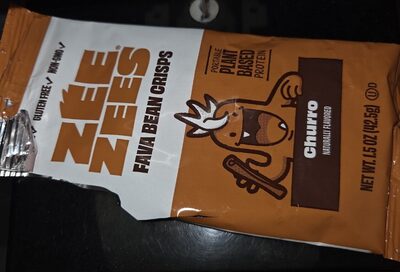 GLUTEN FREE ✓ NON-GMO ✓
ZEE
ZEES®
FAVA BEAN CRISPS
PORTABLE
PLANT
BASED
PROTEIN
Churro
NATURALLY FLAVORED
NET WT. 1.5 OZ (42.5g)